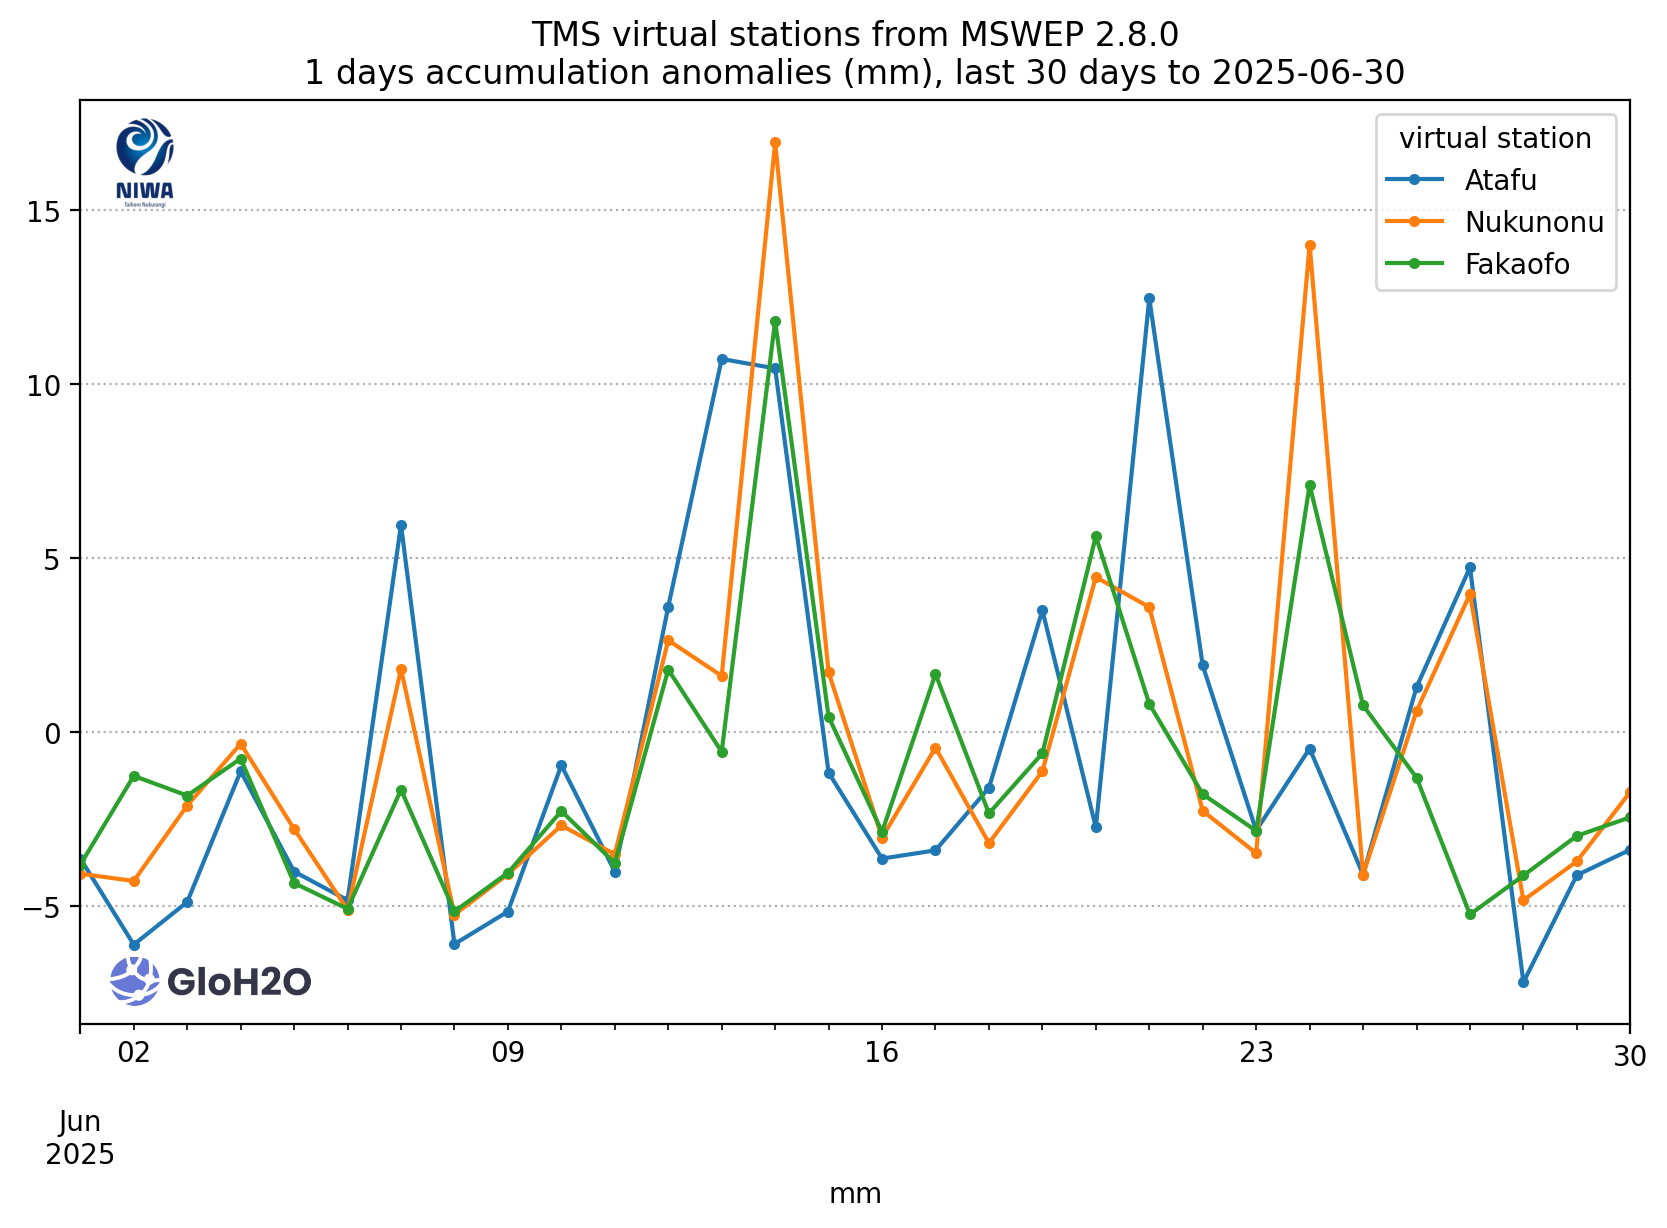 TMS virtual stations from MSWEP 2.8.0
1 days accumulation anomalies (mm), last 30 days to 2025-06-30
NIWA
Taihoro Nukurangi
virtual station
Atafu
Nukunonu
Fakaofo
15
10
5
0
−5
GloH2O
02
09
16
23
30
Jun
2025
mm